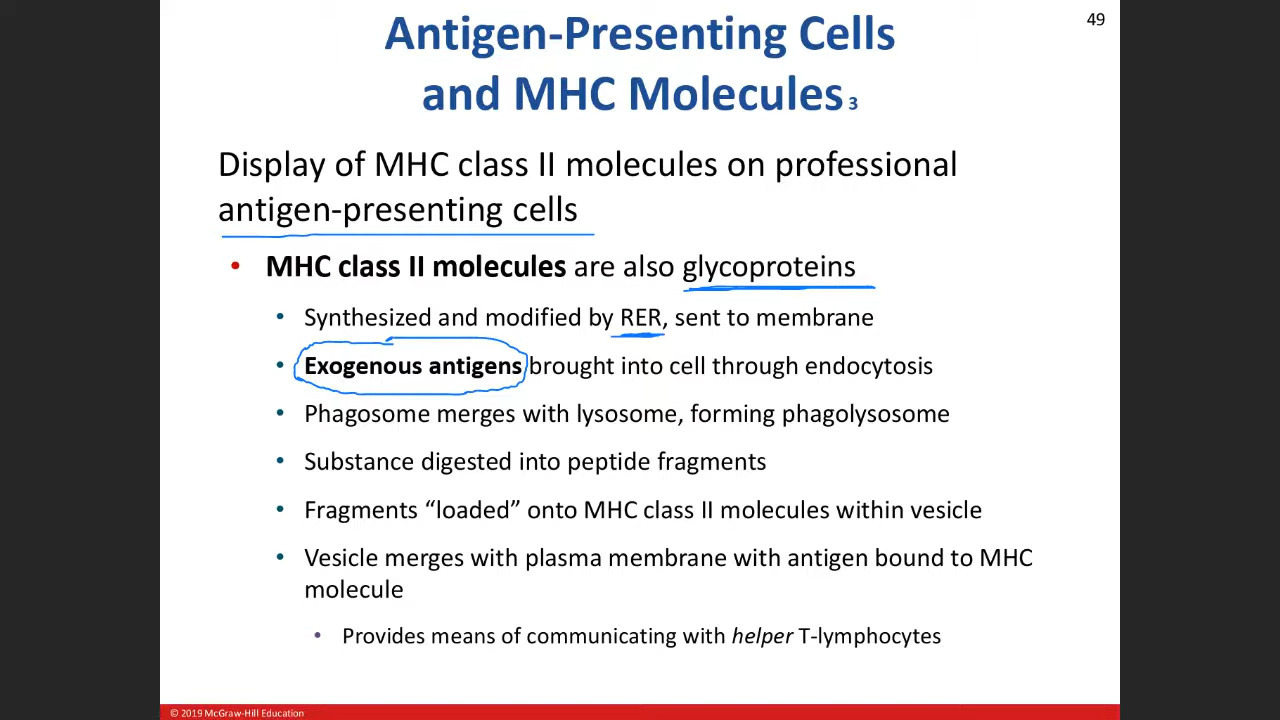 49
Antigen-Presenting Cells
and MHC Molecules 3
Display of MHC class II molecules on professional
antigen-presenting cells
• MHC class II molecules are also glycoproteins
• Synthesized and modified by RER, sent to membrane
• Exogenous antigens brought into cell through endocytosis
• Phagosome merges with lysosome, forming phagolysosome
• Substance digested into peptide fragments
• Fragments “loaded” onto MHC class II molecules within vesicle
• Vesicle merges with plasma membrane with antigen bound to MHC
molecule
• Provides means of communicating with helper T-lymphocytes
© 2019 McGraw-Hill Education